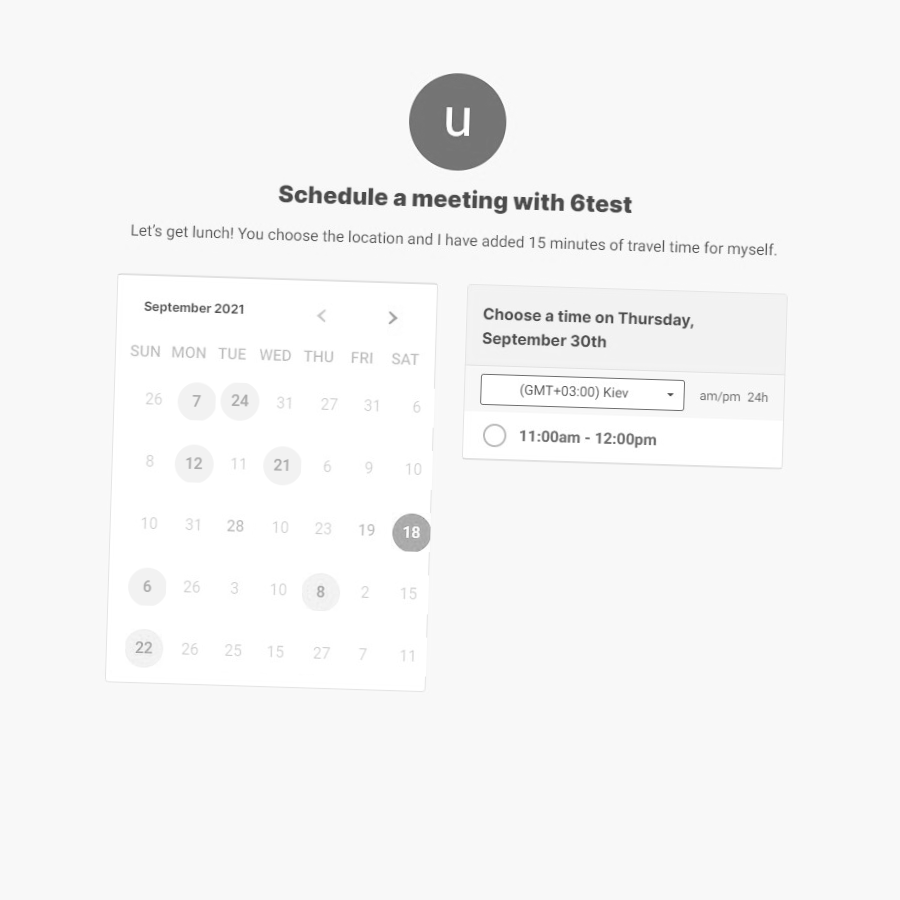 u
Schedule a meeting with 6test
Let's get lunch! You choose the location and I have added 15 minutes of travel time for myself.
September 2021
SUN MON TUE WED THU FRI SAT
26 7 24 31 27 31 6
8 12 11 21 6 9 10
10 31 28 10 23 19 18
6 26 3 10 8 2 15
22 26 25 15 27 7 11
Choose a time on Thursday,
September 30th
(GMT+03:00) Kiev am/pm 24h
11:00am - 12:00pm